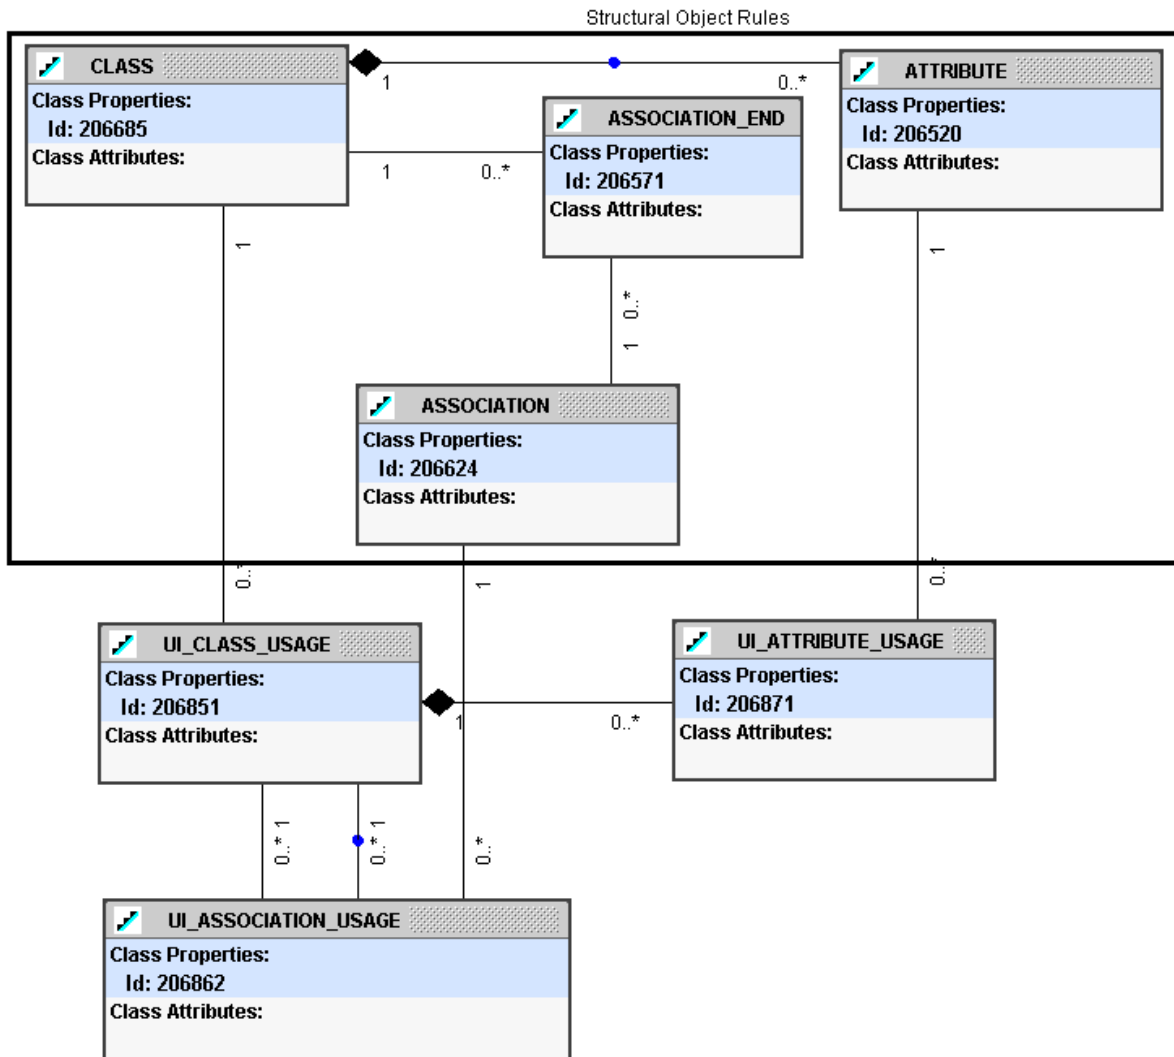 Structural Object Rules
CLASS
Class Properties:
Id: 206685
Class Attributes:
1
0..*
ATTRIBUTE
Class Properties:
Id: 206520
Class Attributes:
ASSOCIATION_END
Class Properties:
Id: 206571
Class Attributes:
1
0..*
1
1
0..*
1
ASSOCIATION
Class Properties:
Id: 206624
Class Attributes:
0..*
1
0..*
UI_CLASS_USAGE
Class Properties:
Id: 206851
Class Attributes:
UI_ATTRIBUTE_USAGE
Class Properties:
Id: 206871
Class Attributes:
1
0..*
0..* 1
0..* 1
0..*
UI_ASSOCIATION_USAGE
Class Properties:
Id: 206862
Class Attributes: